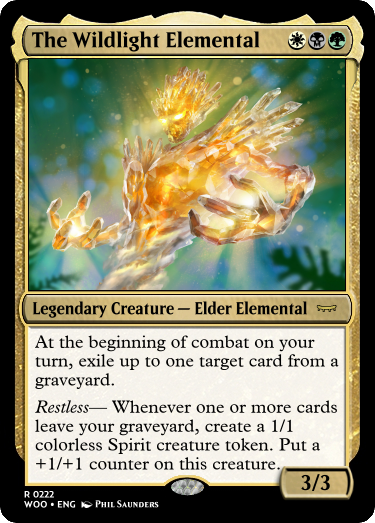 The Wildlight Elemental
Legendary Creature — Elder Elemental
At the beginning of combat on your
turn, exile up to one target card from a
graveyard.
Restless— Whenever one or more cards
leave your graveyard, create a 1/1
colorless Spirit creature token. Put a
+1/+1 counter on this creature.
3/3
R 0222
WOO • ENG Phil Saunders